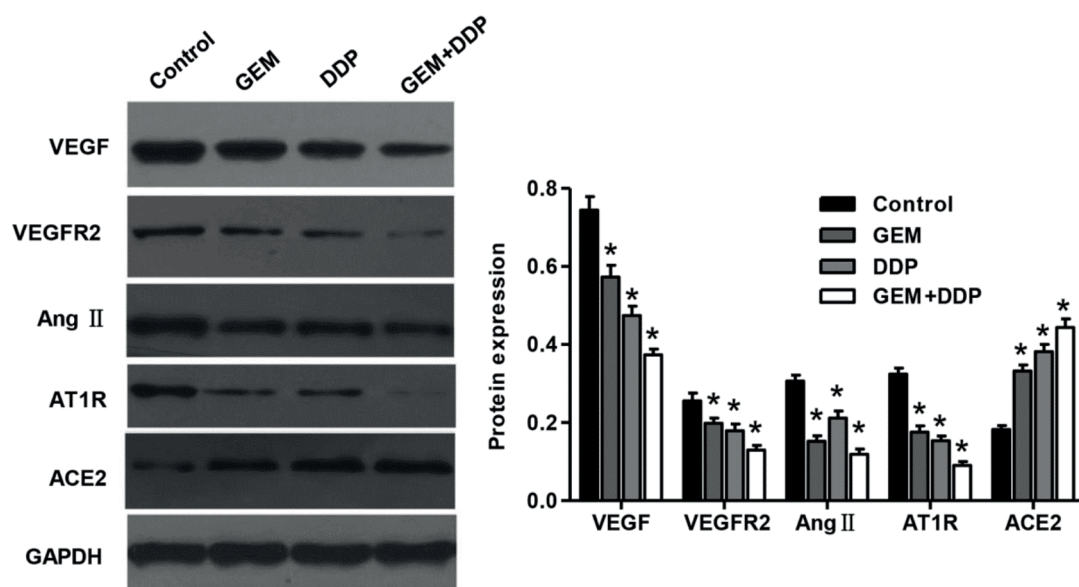 Control GEM DDP GEM+DDP
VEGF
VEGFR2
Ang Ⅱ
AT1R
ACE2
GAPDH
Protein expression
0.8
0.6
0.4
0.2
0.0
Control
GEM
DDP
GEM+DDP
* * *
* * *
* * *
* * *
* * *
VEGF VEGFR2 Ang Ⅱ AT1R ACE2